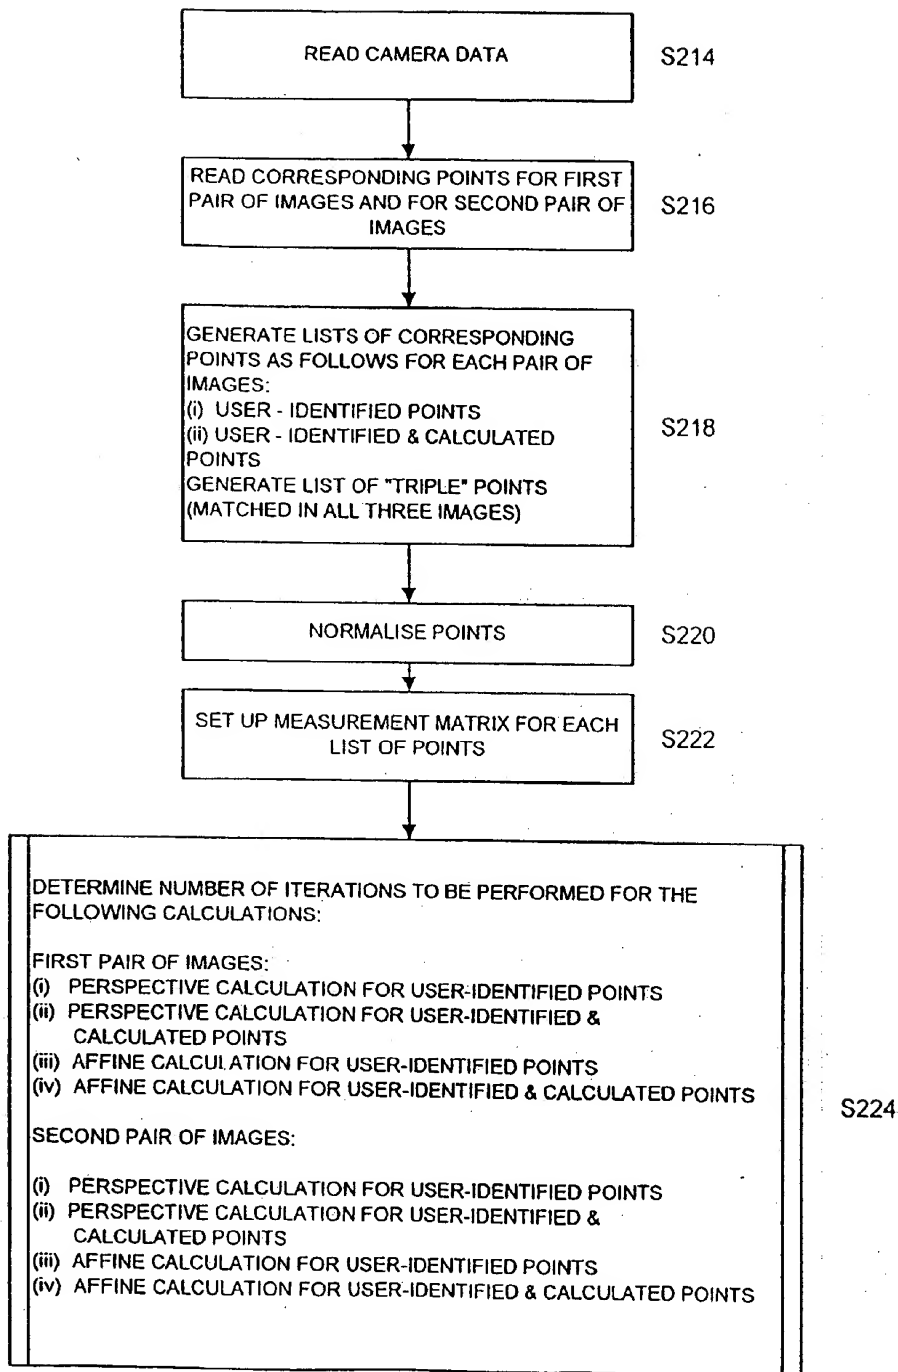 READ CAMERA DATA
S214
READ CORRESPONDING POINTS FOR FIRST
PAIR OF IMAGES AND FOR SECOND PAIR OF
IMAGES
S216
GENERATE LISTS OF CORRESPONDING
POINTS AS FOLLOWS FOR EACH PAIR OF
IMAGES:
(i) USER - IDENTIFIED POINTS
(ii) USER - IDENTIFIED & CALCULATED
POINTS
GENERATE LIST OF "TRIPLE" POINTS
(MATCHED IN ALL THREE IMAGES)
S218
NORMALISE POINTS
S220
SET UP MEASUREMENT MATRIX FOR EACH
LIST OF POINTS
S222
DETERMINE NUMBER OF ITERATIONS TO BE PERFORMED FOR THE
FOLLOWING CALCULATIONS:
FIRST PAIR OF IMAGES:
(i) PERSPECTIVE CALCULATION FOR USER-IDENTIFIED POINTS
(ii) PERSPECTIVE CALCULATION FOR USER-IDENTIFIED &
CALCULATED POINTS
(iii) AFFINE CALCULATION FOR USER-IDENTIFIED POINTS
(iv) AFFINE CALCULATION FOR USER-IDENTIFIED & CALCULATED POINTS
SECOND PAIR OF IMAGES:
(i) PERSPECTIVE CALCULATION FOR USER-IDENTIFIED POINTS
(ii) PERSPECTIVE CALCULATION FOR USER-IDENTIFIED &
CALCULATED POINTS
(iii) AFFINE CALCULATION FOR USER-IDENTIFIED POINTS
(iv) AFFINE CALCULATION FOR USER-IDENTIFIED & CALCULATED POINTS
S224